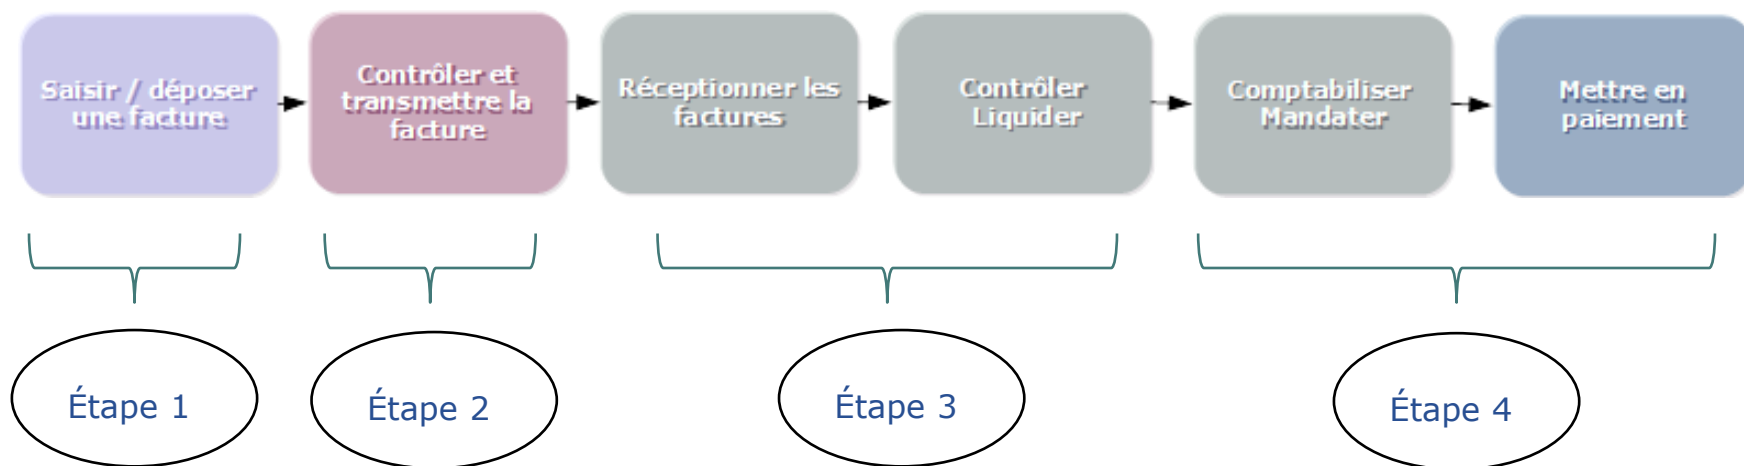 Saisir / déposer
une facture
Contrôler et
transmettre la
facture
Réceptionner les
factures
Contrôler
Liquider
Comptabiliser
Mandater
Mettre en
paiement
Étape 1
Étape 2
Étape 3
Étape 4